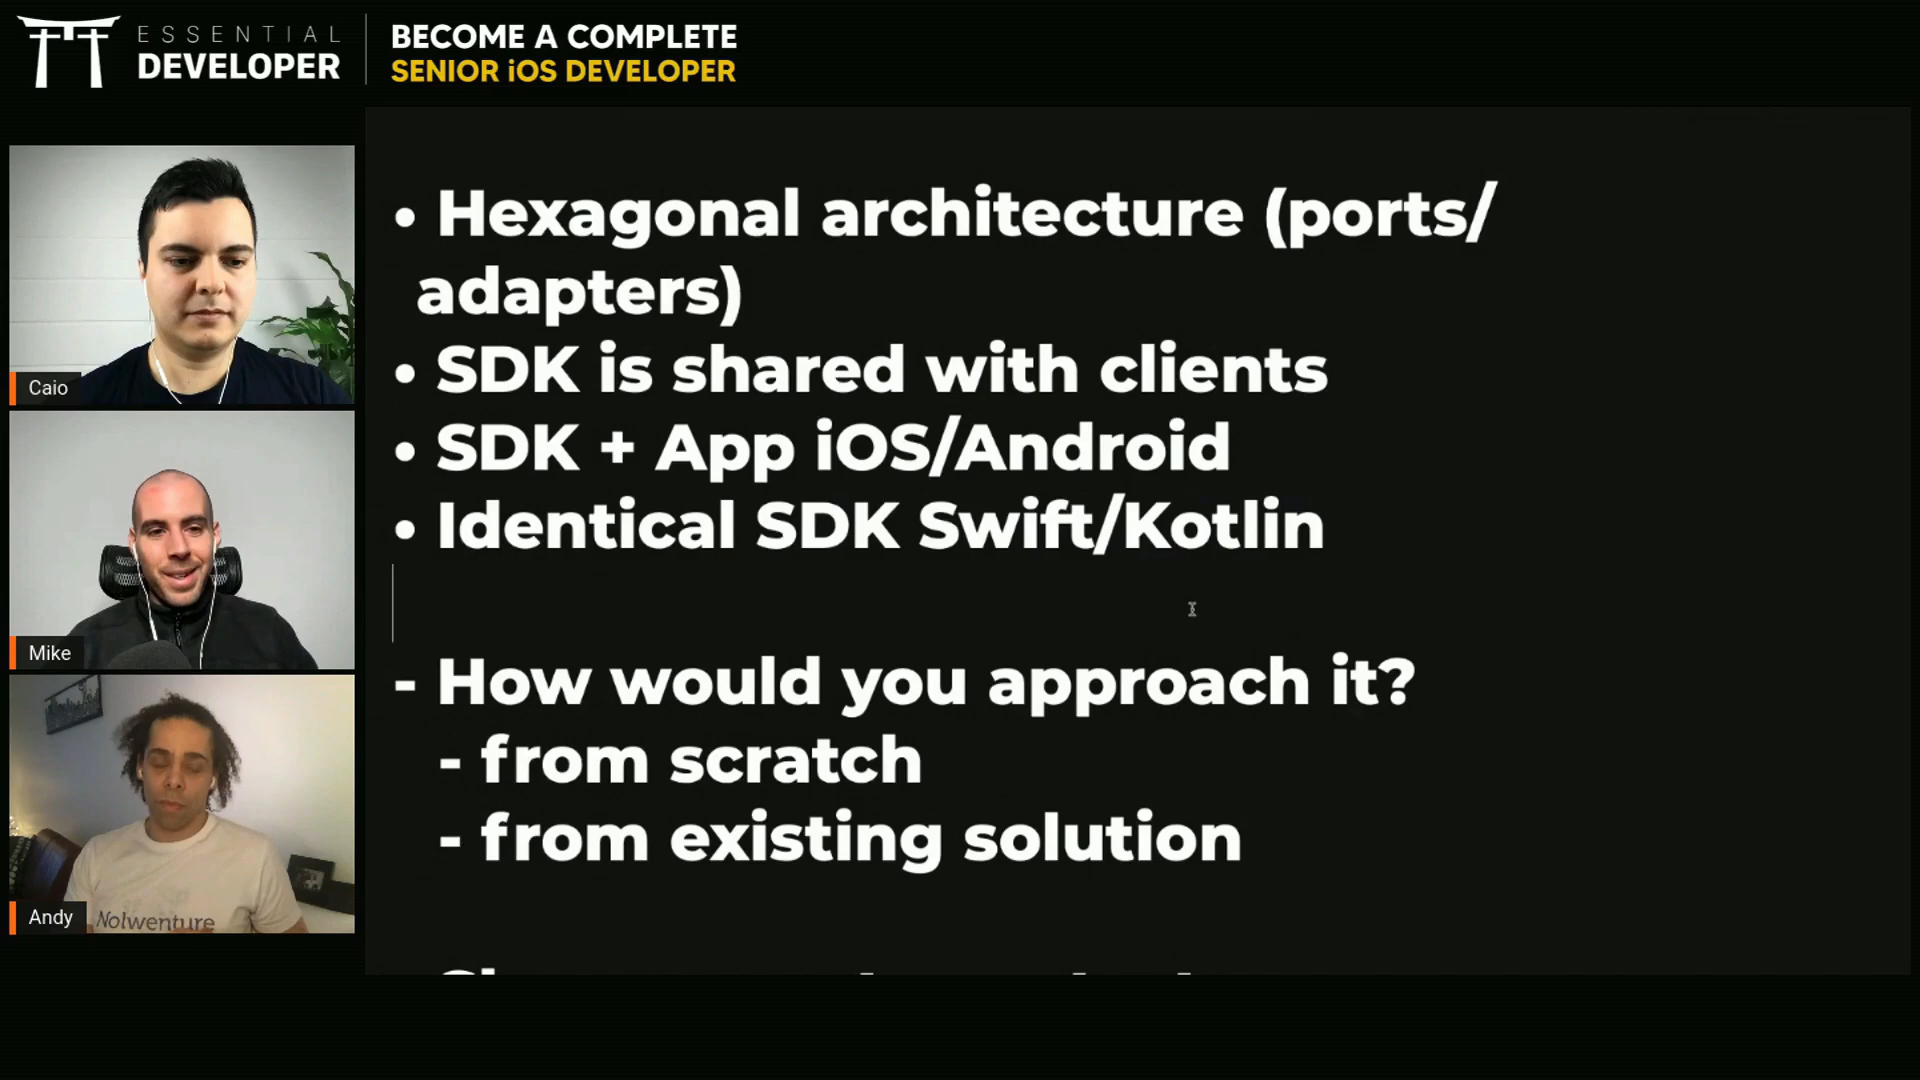 ESSENTIAL
DEVELOPER
BECOME A COMPLETE
SENIOR iOS DEVELOPER
Caio
Mike
Andy
Nolwenture
• Hexagonal architecture (ports/
adapters)
• SDK is shared with clients
• SDK + App iOS/Android
• Identical SDK Swift/Kotlin
- How would you approach it?
- from scratch
- from existing solution